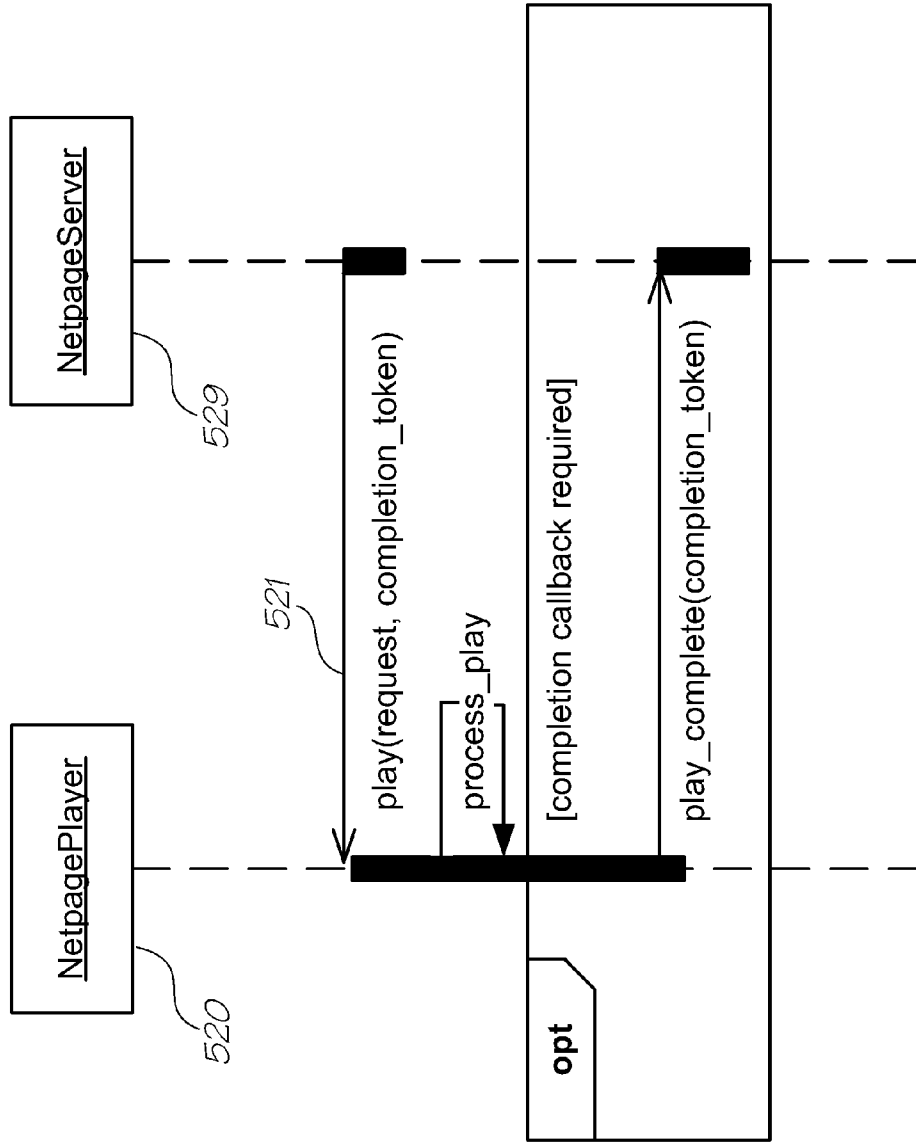 NetpagePlayer
NetpageServer
520
529
521
play(request, completion_token)
process_play
opt
[completion callback required]
play_complete(completion_token)